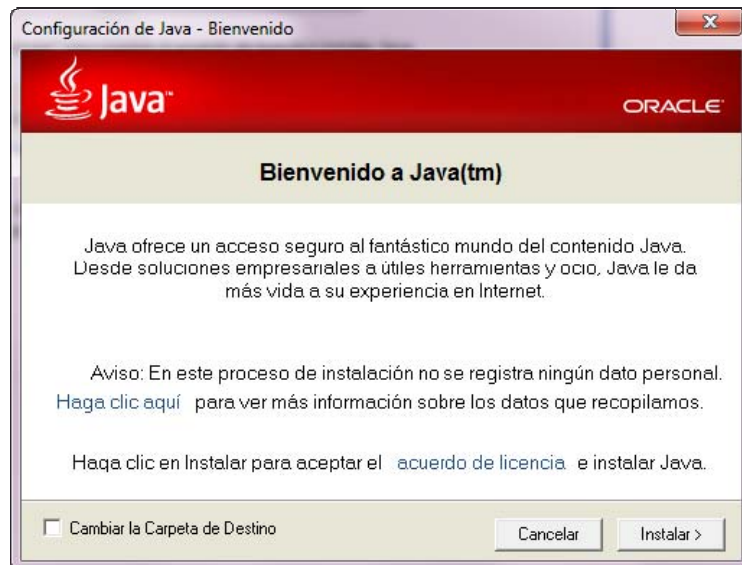 Configuración de Java - Bienvenido
Java™
ORACLE
Bienvenido a Java(tm)
Java ofrece un acceso seguro al fantástico mundo del contenido Java.
Desde soluciones empresariales a útiles herramientas y ocio, Java le da
más vida a su experiencia en Internet.
Aviso: En este proceso de instalación no se registra ningún dato personal.
Haga clic aquí para ver más información sobre los datos que recopilamos.
Haga clic en Instalar para aceptar el acuerdo de licencia e instalar Java.
Cambiar la Carpeta de Destino
Cancelar
Instalar >